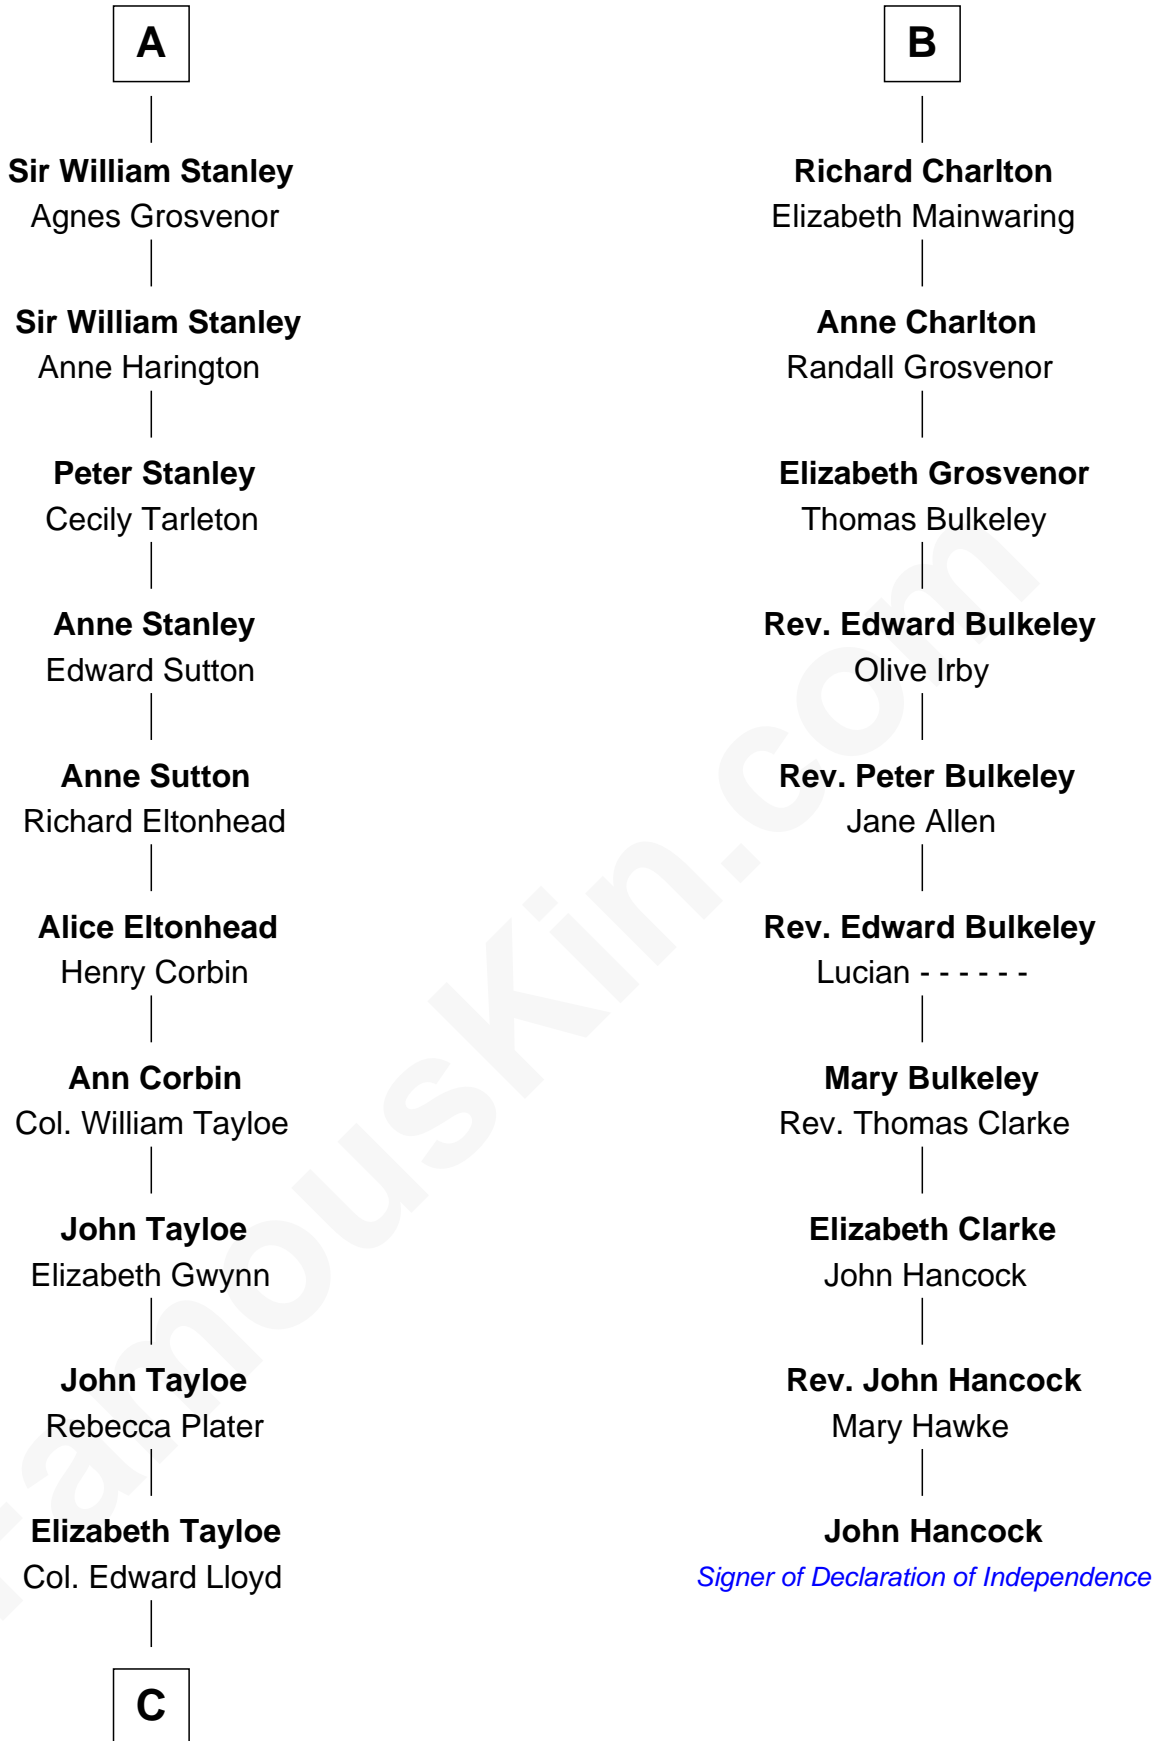 A
Sir William Stanley
Agnes Grosvenor
Sir William Stanley
Anne Harington
Peter Stanley
Cecily Tarleton
Anne Stanley
Edward Sutton
Anne Sutton
Richard Eltonhead
Alice Eltonhead
Henry Corbin
Ann Corbin
Col. William Tayloe
John Tayloe
Elizabeth Gwynn
John Tayloe
Rebecca Plater
Elizabeth Tayloe
Col. Edward Lloyd
C
B
Richard Charlton
Elizabeth Mainwaring
Anne Charlton
Randall Grosvenor
Elizabeth Grosvenor
Thomas Bulkeley
Rev. Edward Bulkeley
Olive Irby
Rev. Peter Bulkeley
Jane Allen
Rev. Edward Bulkeley
Lucian - - - - - -
Mary Bulkeley
Rev. Thomas Clarke
Elizabeth Clarke
John Hancock
Rev. John Hancock
Mary Hawke
John Hancock
Signer of Declaration of Independence
FamousKin.com